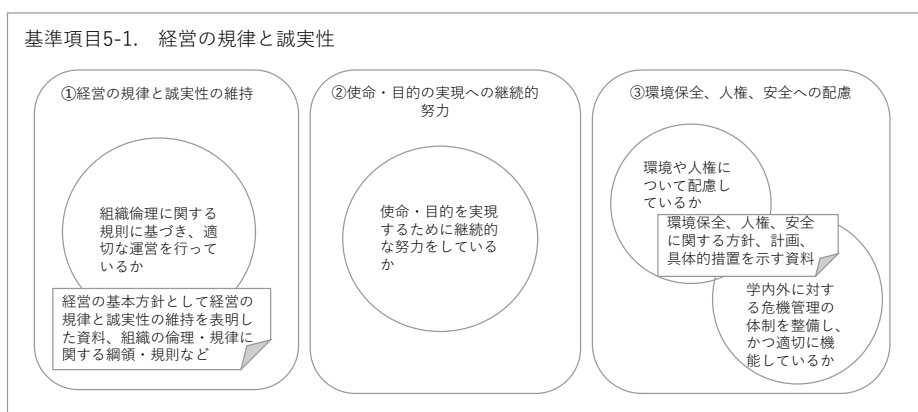 基準項目5-1.　経営の規律と誠実性
①経営の規律と誠実性の維持
組織倫理に関する
規則に基づき、適
切な運営を行って
いるか
経営の基本方針として経営の
規律と誠実性の維持を表明し
た資料、組織の倫理・規律に
関する綱領・規則など
②使命・目的の実現への継続的
努力
使命・目的を実現
するために継続的
な努力をしている
か
③環境保全、人権、安全への配慮
環境や人権に
ついて配慮し
ているか
環境保全、人権、安全
に関する方針、計画、
具体的措置を示す資料
学内外に対す
る危機管理の
体制を整備し、
かつ適切に機
能しているか